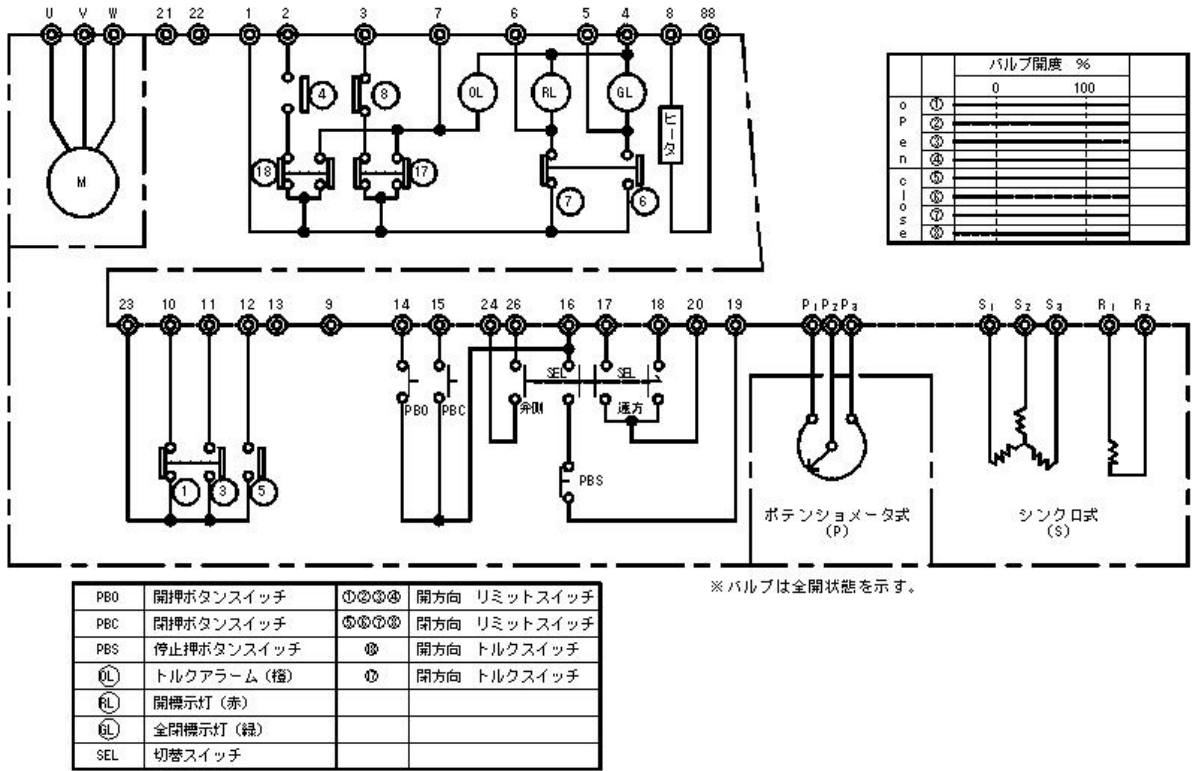 U V W 21 22 1 2 3 7 6 5 4 8 88
バルブ開度 %
0 100
open
①
②
③
④
close
⑤
⑥
⑦
⑧
④ ⑧ OL RL GL
ヒータ
M
⑱ ⑰ ⑦ ⑥
23 10 11 12 13 9 14 15 24 26 16 17 18 20 19 P1 P2 P3 S1 S2 S3 R1 R2
SEL SEL
PBO PBC 弁側 遠方
PBS
① ③ ⑤
ポテンショメータ式
(P)
シンクロ式
(S)
※バルブは全開状態を示す。
PBO 開押ボタンスイッチ ①②③④ 開方向 リミットスイッチ
PBC 閉押ボタンスイッチ ⑤⑥⑦⑧ 閉方向 リミットスイッチ
PBS 停止押ボタンスイッチ ⑱ 開方向 トルクスイッチ
OL トルクアラーム(橙) ⑰ 閉方向 トルクスイッチ
RL 開標示灯(赤)
GL 全閉標示灯(緑)
SEL 切替スイッチ